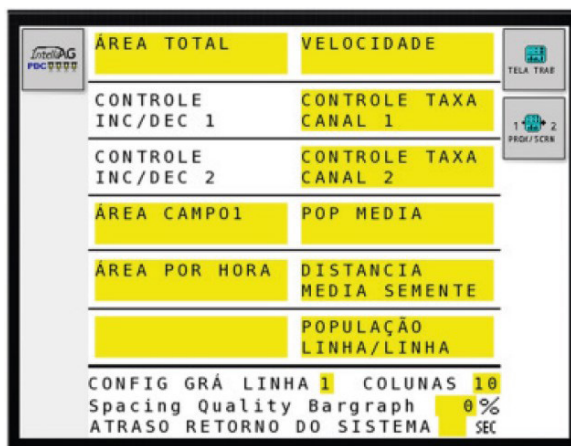 IntelliAG
PDC
ÁREA TOTAL
VELOCIDADE
TELA TRAB
CONTROLE
INC/DEC 1
CONTROLE TAXA
CANAL 1
1 2
PROX/SCRN
CONTROLE
INC/DEC 2
CONTROLE TAXA
CANAL 2
ÁREA CAMPO1
POP MEDIA
ÁREA POR HORA
DISTANCIA
MEDIA SEMENTE
POPULAÇÃO
LINHA/LINHA
CONFIG GRÁ LINHA 1 COLUNAS 10
Spacing Quality Bargraph 0 %
ATRASO RETORNO DO SISTEMA SEC